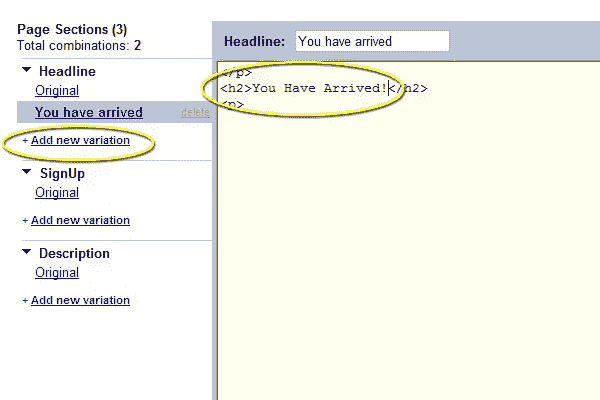 Page Sections (3)
Total combinations: 2
Headline
Original
You have arrived delete
+ Add new variation
SignUp
Original
+ Add new variation
Description
Original
+ Add new variation
Headline: You have arrived
</p>
<h2>You Have Arrived!</h2>
<p>